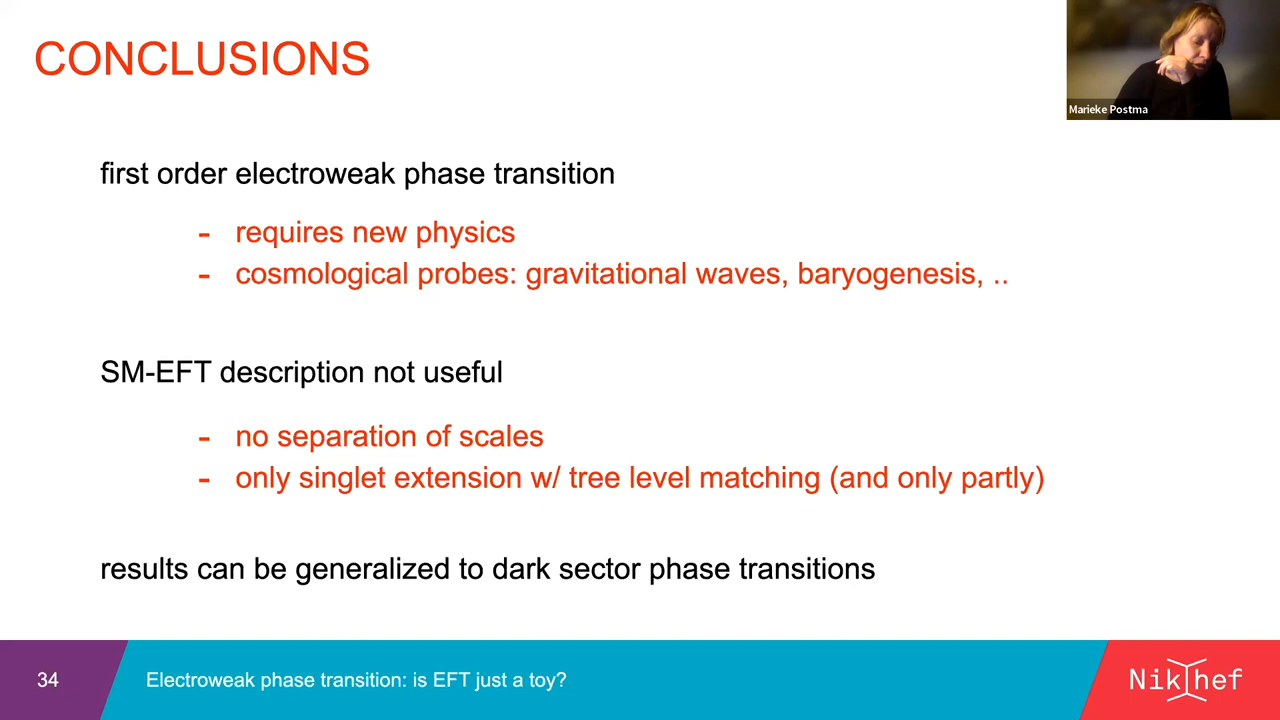 CONCLUSIONS
Marieke Postma
first order electroweak phase transition
- requires new physics
- cosmological probes: gravitational waves, baryogenesis, ..
SM-EFT description not useful
- no separation of scales
- only singlet extension w/ tree level matching (and only partly)
results can be generalized to dark sector phase transitions
34
Electroweak phase transition: is EFT just a toy?
Nikhef